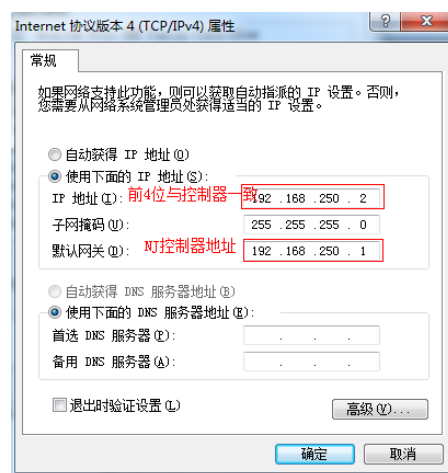 Internet 协议版本 4 (TCP/IPv4) 属性
常规
如果网络支持此功能，则可以获取自动指派的 IP 设置。否则，
您需要从网络系统管理员处获得适当的 IP 设置。
自动获得 IP 地址(O)
使用下面的 IP 地址(S):
IP 地址(I): 前4位与控制器一致 192 .168 .250 . 2
子网掩码(U): 255 .255 .255 . 0
默认网关(D): NJ控制器地址 192 .168 .250 . 1
自动获得 DNS 服务器地址(B)
使用下面的 DNS 服务器地址(E):
首选 DNS 服务器(P): . . .
备用 DNS 服务器(A): . . .
退出时验证设置(L)
高级(V)...
确定 取消